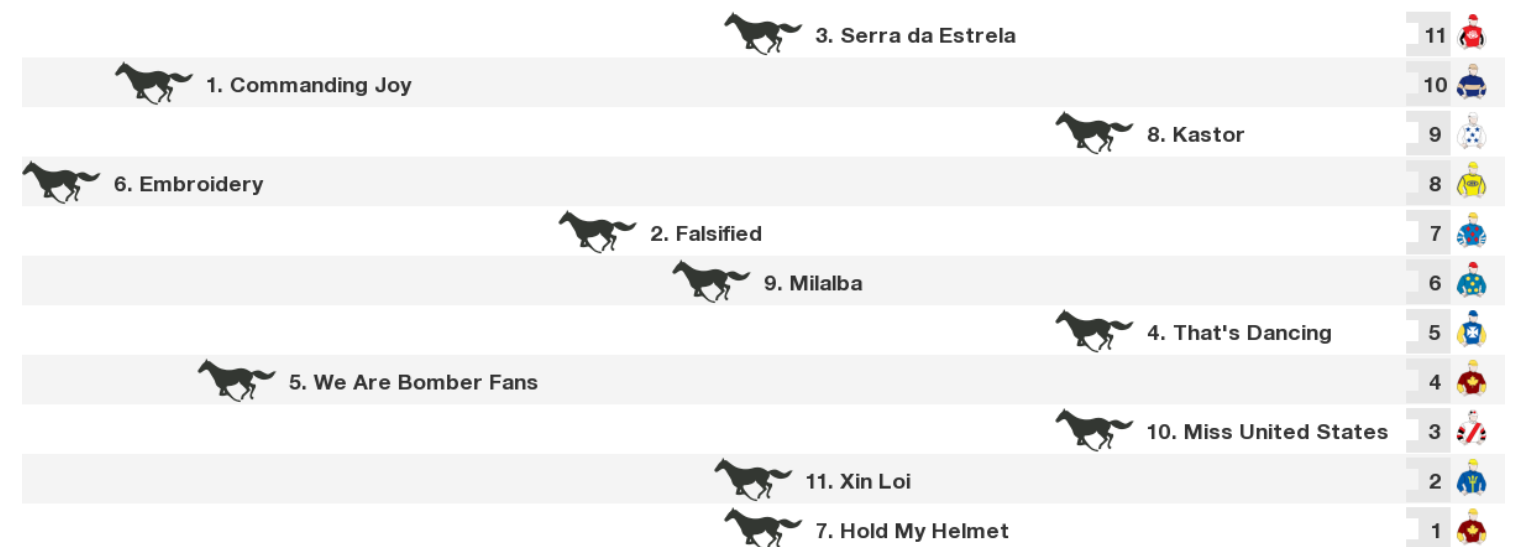 3. Serra da Estrela 11
1. Commanding Joy 10
8. Kastor 9
6. Embroidery 8
2. Falsified 7
9. Milalba 6
4. That's Dancing 5
5. We Are Bomber Fans 4
10. Miss United States 3
11. Xin Loi 2
7. Hold My Helmet 1